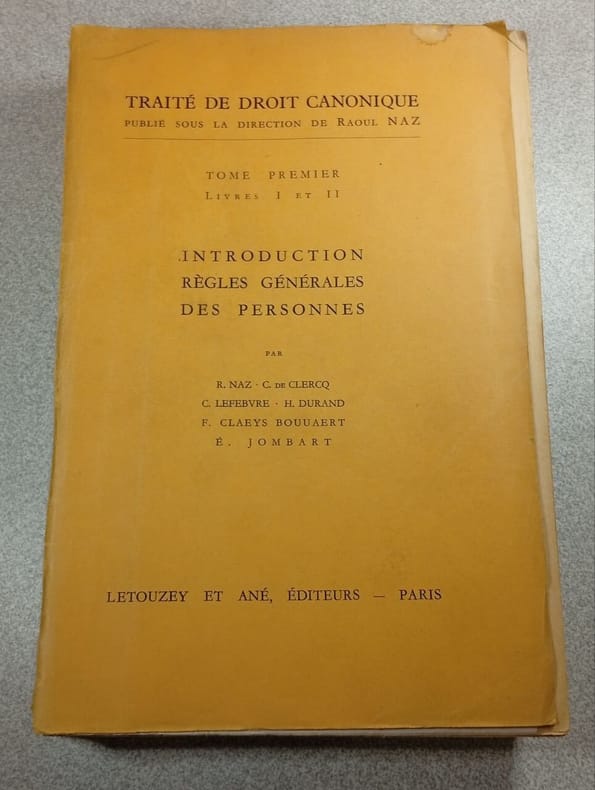 TRAITÉ DE DROIT CANONIQUE
PUBLIÉ SOUS LA DIRECTION DE RAOUL NAZ
TOME PREMIER
LIVRES I ET II
INTRODUCTION
RÈGLES GÉNÉRALES
DES PERSONNES
PAR
R. NAZ · C. DE CLERCQ
C. LEFEBVRE · H. DURAND
F. CLAEYS BOUUAERT
É. JOMBART
LETOUZEY ET ANÉ, ÉDITEURS — PARIS